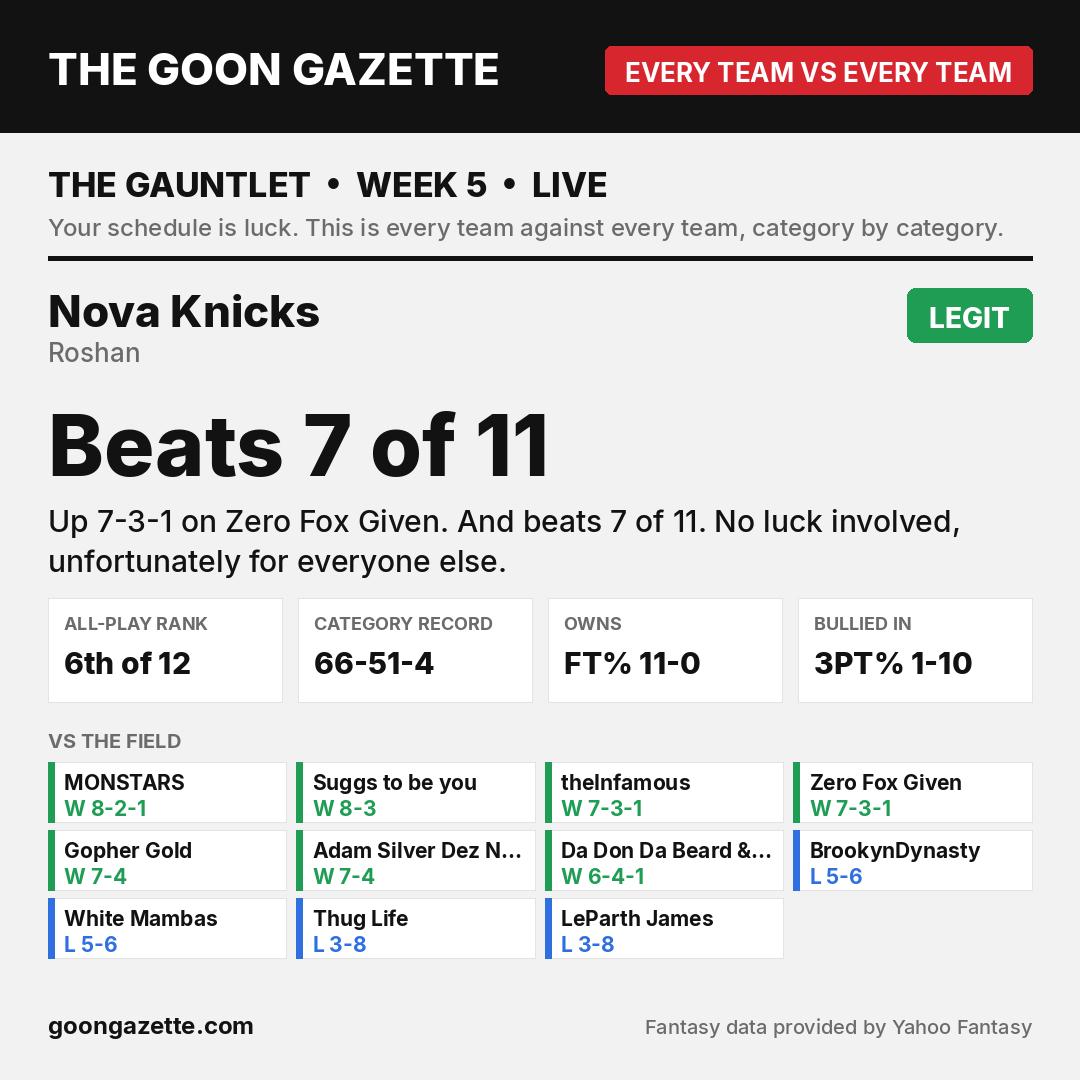 THE GOON GAZETTE
EVERY TEAM VS EVERY TEAM
THE GAUNTLET • WEEK 5 • LIVE
Your schedule is luck. This is every team against every team, category by category.
Nova Knicks
LEGIT
Roshan
Beats 7 of 11
Up 7-3-1 on Zero Fox Given. And beats 7 of 11. No luck involved,
unfortunately for everyone else.
ALL-PLAY RANK
6th of 12
CATEGORY RECORD
66-51-4
OWNS
FT% 11-0
BULLIED IN
3PT% 1-10
VS THE FIELD
MONSTARS
W 8-2-1
Suggs to be you
W 8-3
theInfamous
W 7-3-1
Zero Fox Given
W 7-3-1
Gopher Gold
W 7-4
Adam Silver Dez N...
W 7-4
Da Don Da Beard &...
W 6-4-1
BrookynDynasty
L 5-6
White Mambas
L 5-6
Thug Life
L 3-8
LeParth James
L 3-8
goongazette.com
Fantasy data provided by Yahoo Fantasy